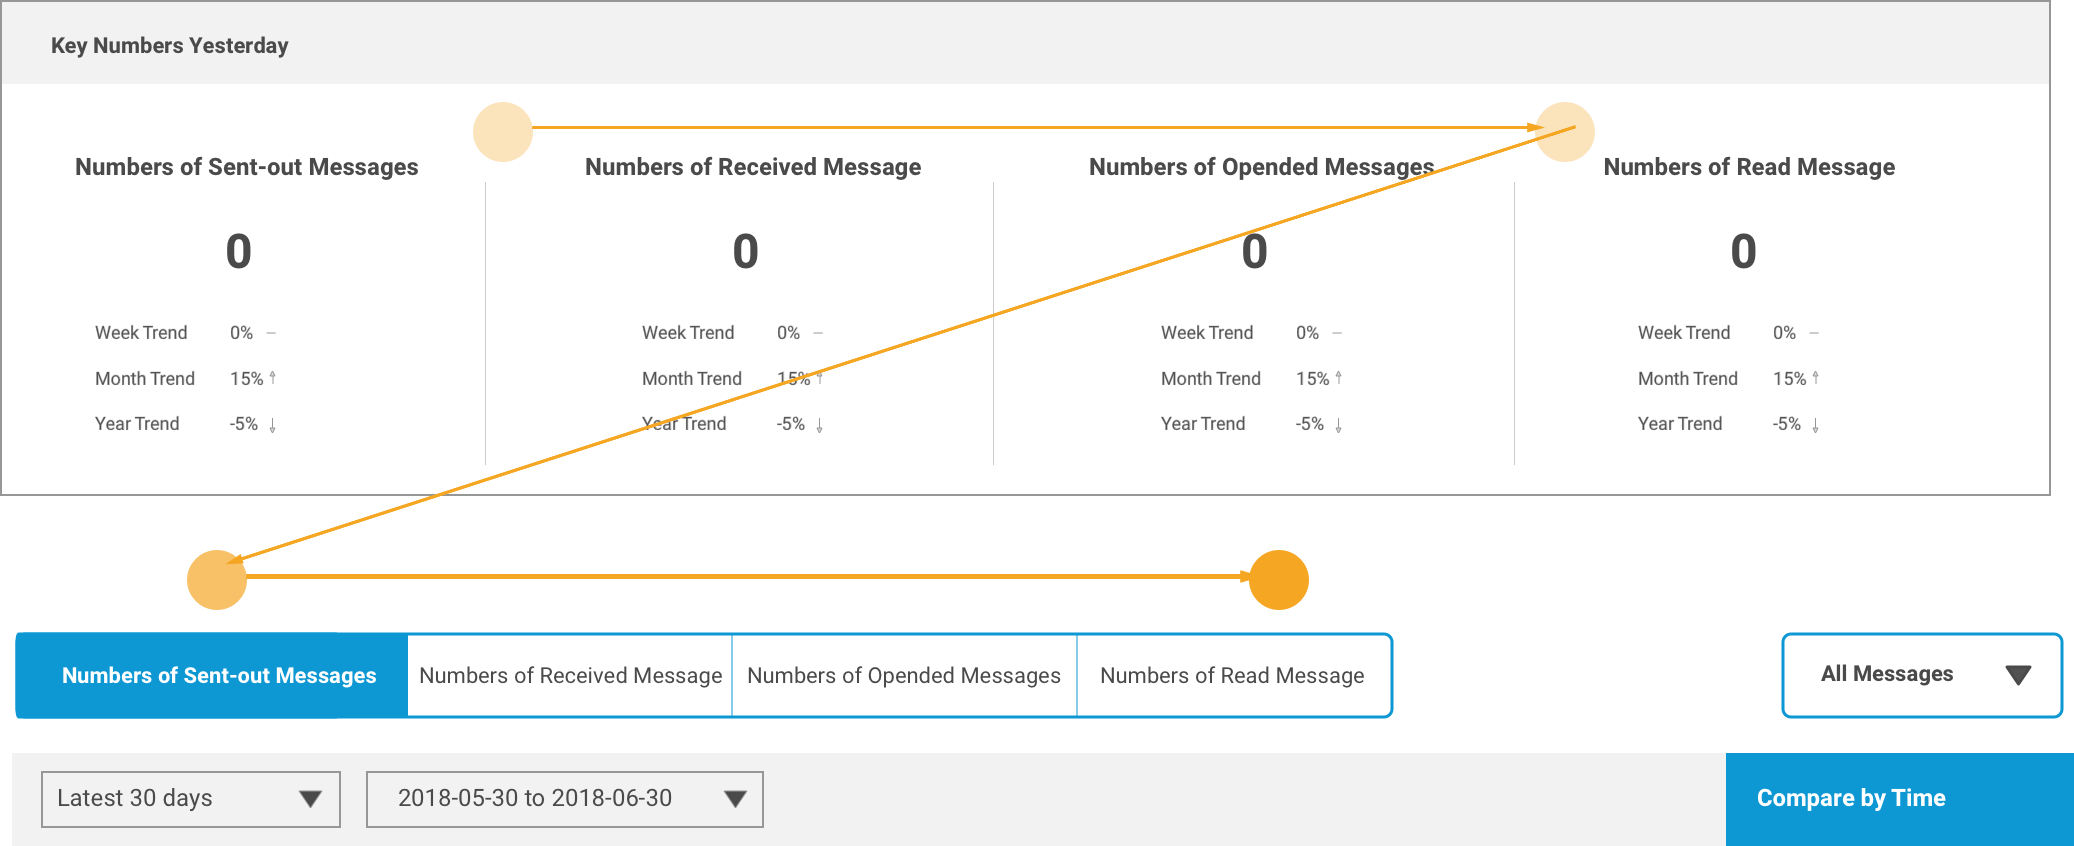 Key Numbers Yesterday
Numbers of Sent-out Messages
0
Week Trend 0% –
Month Trend 15%
Year Trend -5%
Numbers of Received Message
0
Week Trend 0% –
Month Trend 15%
Year Trend -5%
Numbers of Opended Messages
0
Week Trend 0% –
Month Trend 15%
Year Trend -5%
Numbers of Read Message
0
Week Trend 0% –
Month Trend 15%
Year Trend -5%
Numbers of Sent-out Messages
Numbers of Received Message
Numbers of Opended Messages
Numbers of Read Message
All Messages
Latest 30 days
2018-05-30 to 2018-06-30
Compare by Time